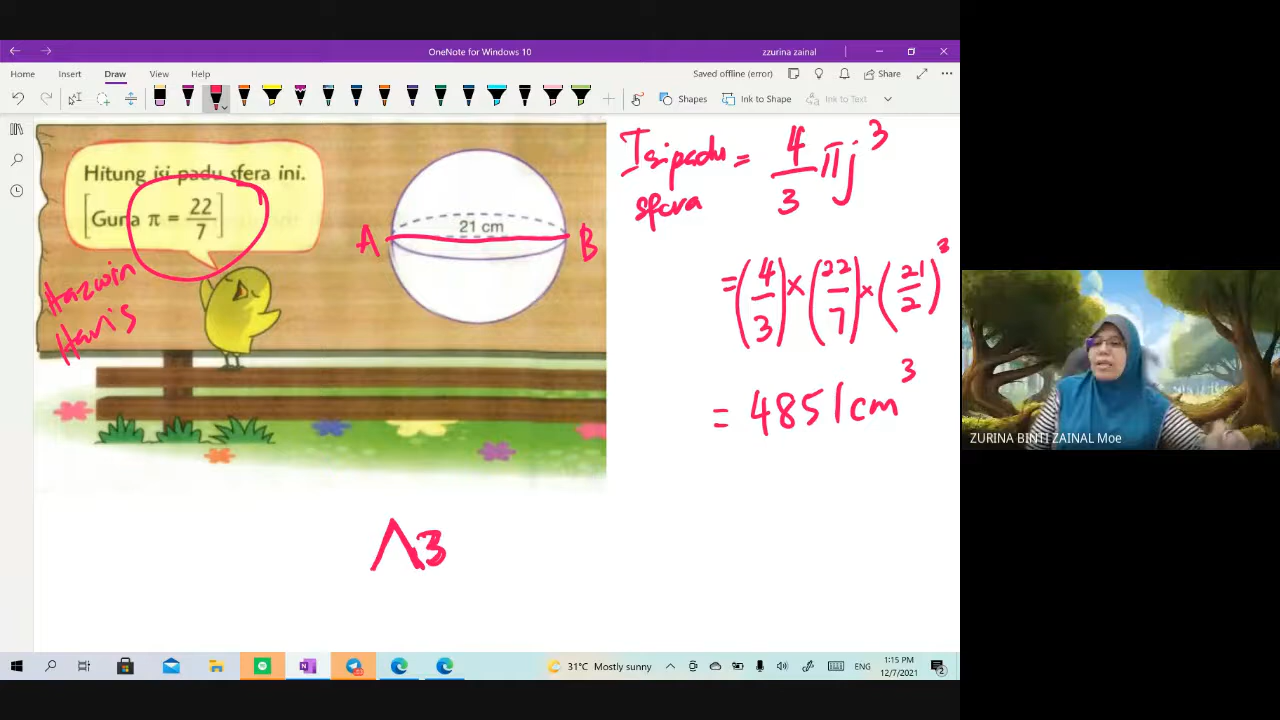 OneNote for Windows 10
zzurina zainal
Home Insert Draw View Help
Saved offline (error)
Share
Shapes
Ink to Shape
Ink to Text
Hitung isi padu sfera ini.
[Guna π = 22/7]
21 cm
A
B
Hazwin
Haris
Isipadu sfera = 4/3 πj³
= (4/3) × (22/7) × (21/2)³
= 4851 cm³
^3
ZURINA BINTI ZAINAL Moe
31°C Mostly sunny
ENG
1:15 PM
12/7/2021
2